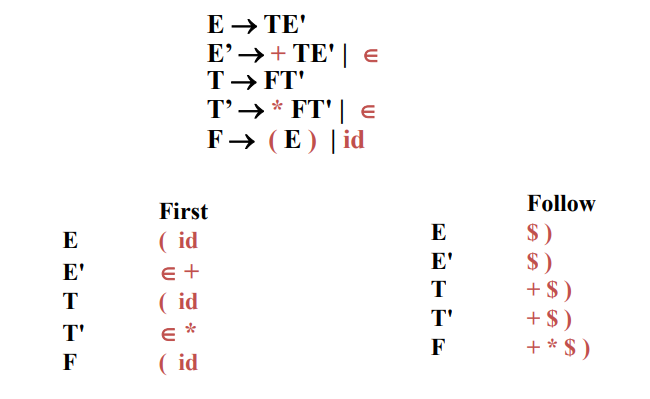 E → TE'
E’ → + TE' | ∈
T → FT'
T’ → * FT' | ∈
F → ( E ) | id
First
E ( id
E' ∈ +
T ( id
T' ∈ *
F ( id
Follow
E $ )
E' $ )
T + $ )
T' + $ )
F + * $ )